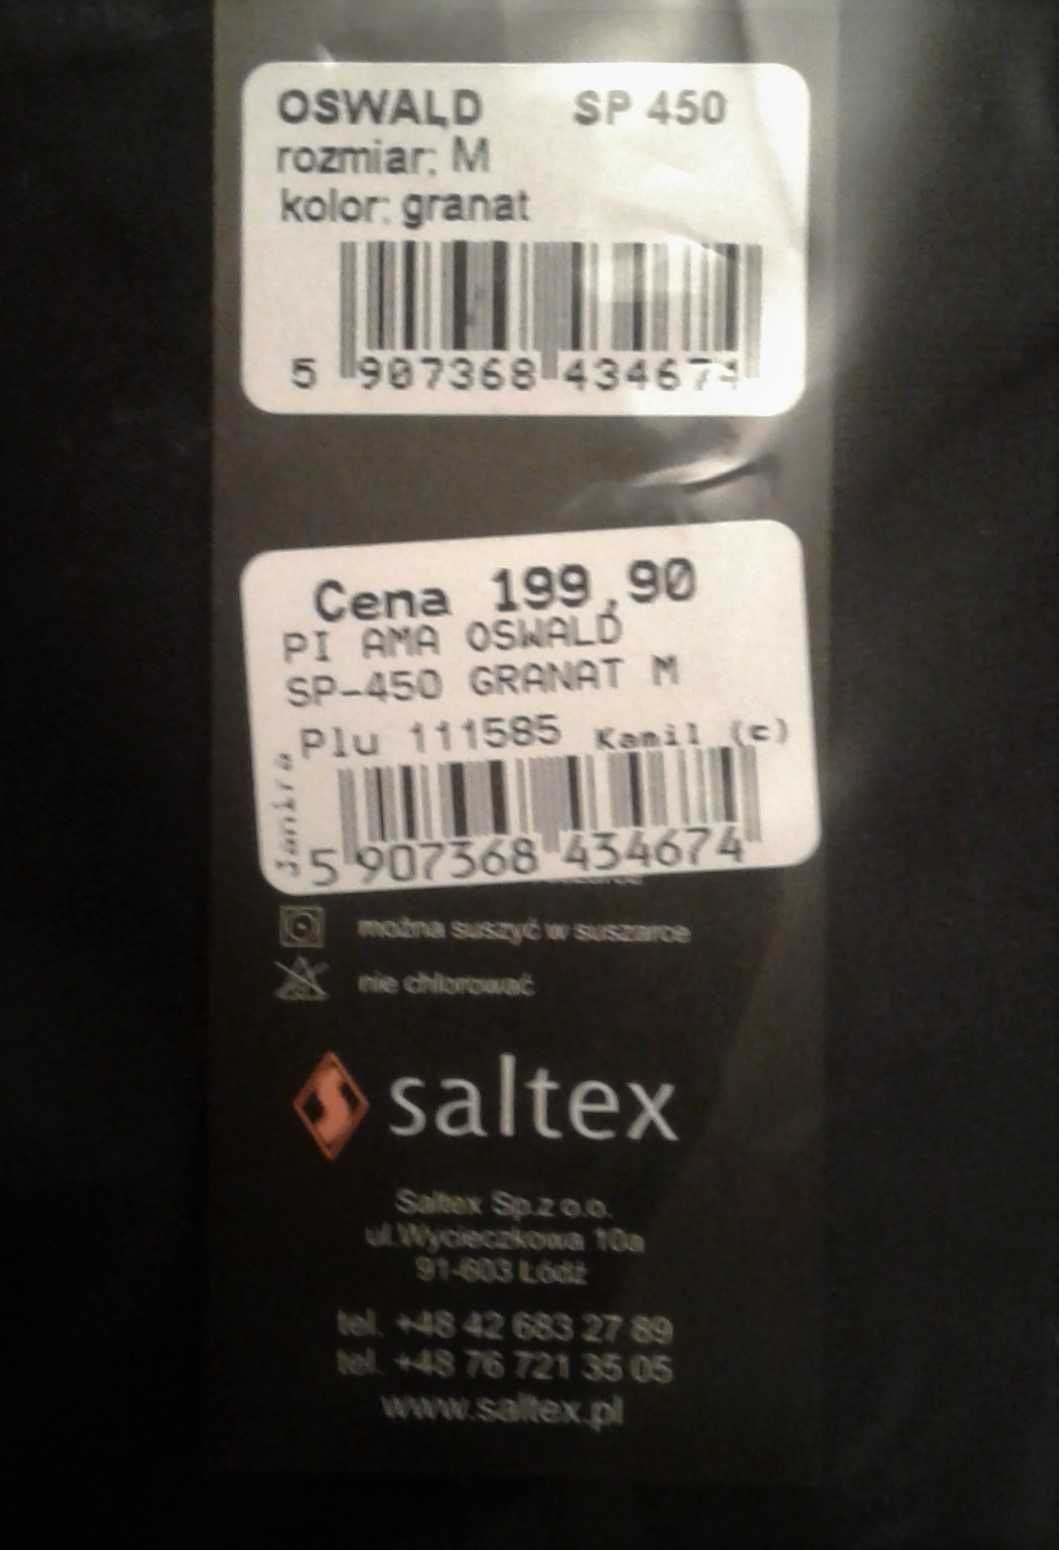 OSWALD SP 450
rozmiar: M
kolor: granat
5 907368 434674
Cena 199,90
PI AMA OSWALD
SP-450 GRANAT M
Plu 111585 Kamil (c)
Janira
5 907368 434674
można suszyć w suszarce
nie chlorować
saltex
Saltex Sp.z o.o.
ul.Wycieczkowa 10a
91-603 Łódź
tel. +48 42 683 27 89
tel. +48 76 721 35 05
www.saltex.pl